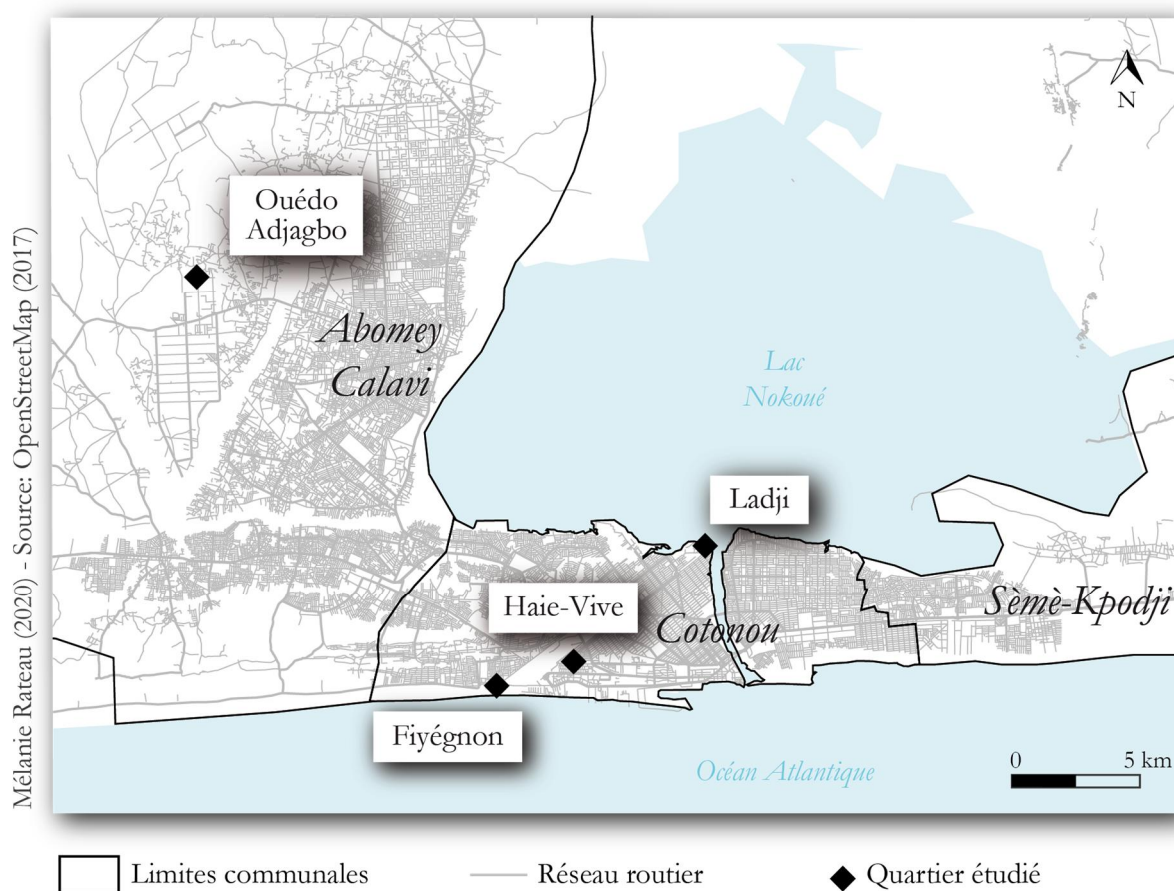 N
Ouédo
Adjagbo
Abomey
Calavi
Lac
Nokoué
Ladji
Haie-Vive
Cotonou
Sèmè-Kpodji
Fiyégnon
Océan Atlantique
0 5 km
Mélanie Rateau (2020) - Source: OpenStreetMap (2017)
Limites communales
Réseau routier
Quartier étudié